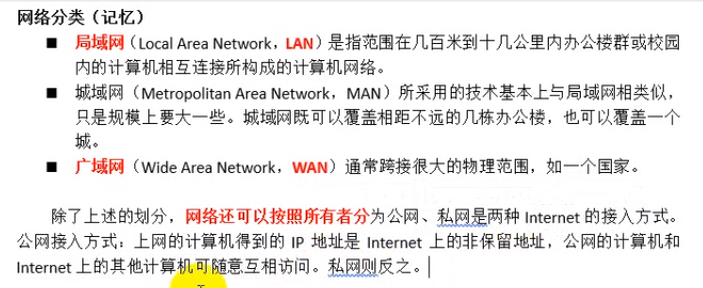 网络分类（记忆）
■ 局域网（Local Area Network，LAN）是指范围在几百米到十几公里内办公楼群或校园
内的计算机相互连接所构成的计算机网络。
■ 城域网（Metropolitan Area Network，MAN）所采用的技术基本上与局域网相类似，
只是规模上要大一些。城域网既可以覆盖相距不远的几栋办公楼，也可以覆盖一个
城。
■ 广域网（Wide Area Network，WAN）通常跨接很大的物理范围，如一个国家。
除了上述的划分，网络还可以按照所有者分为公网、私网是两种 Internet 的接入方式。
公网接入方式：上网的计算机得到的 IP 地址是 Internet 上的非保留地址，公网的计算机和
Internet 上的其他计算机可随意互相访问。私网则反之。